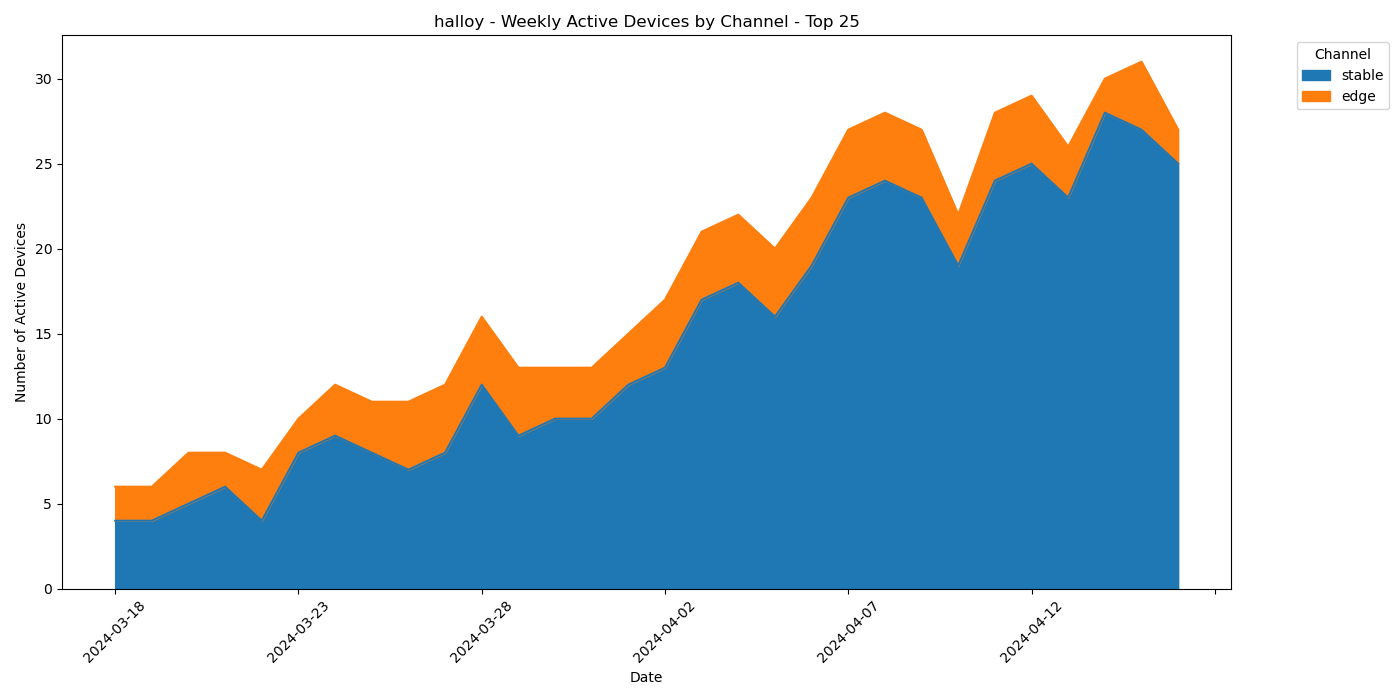 halloy - Weekly Active Devices by Channel - Top 25
Channel
stable
edge
Number of Active Devices
30
25
20
15
10
5
0
2024-03-18
2024-03-23
2024-03-28
2024-04-02
2024-04-07
2024-04-12
Date